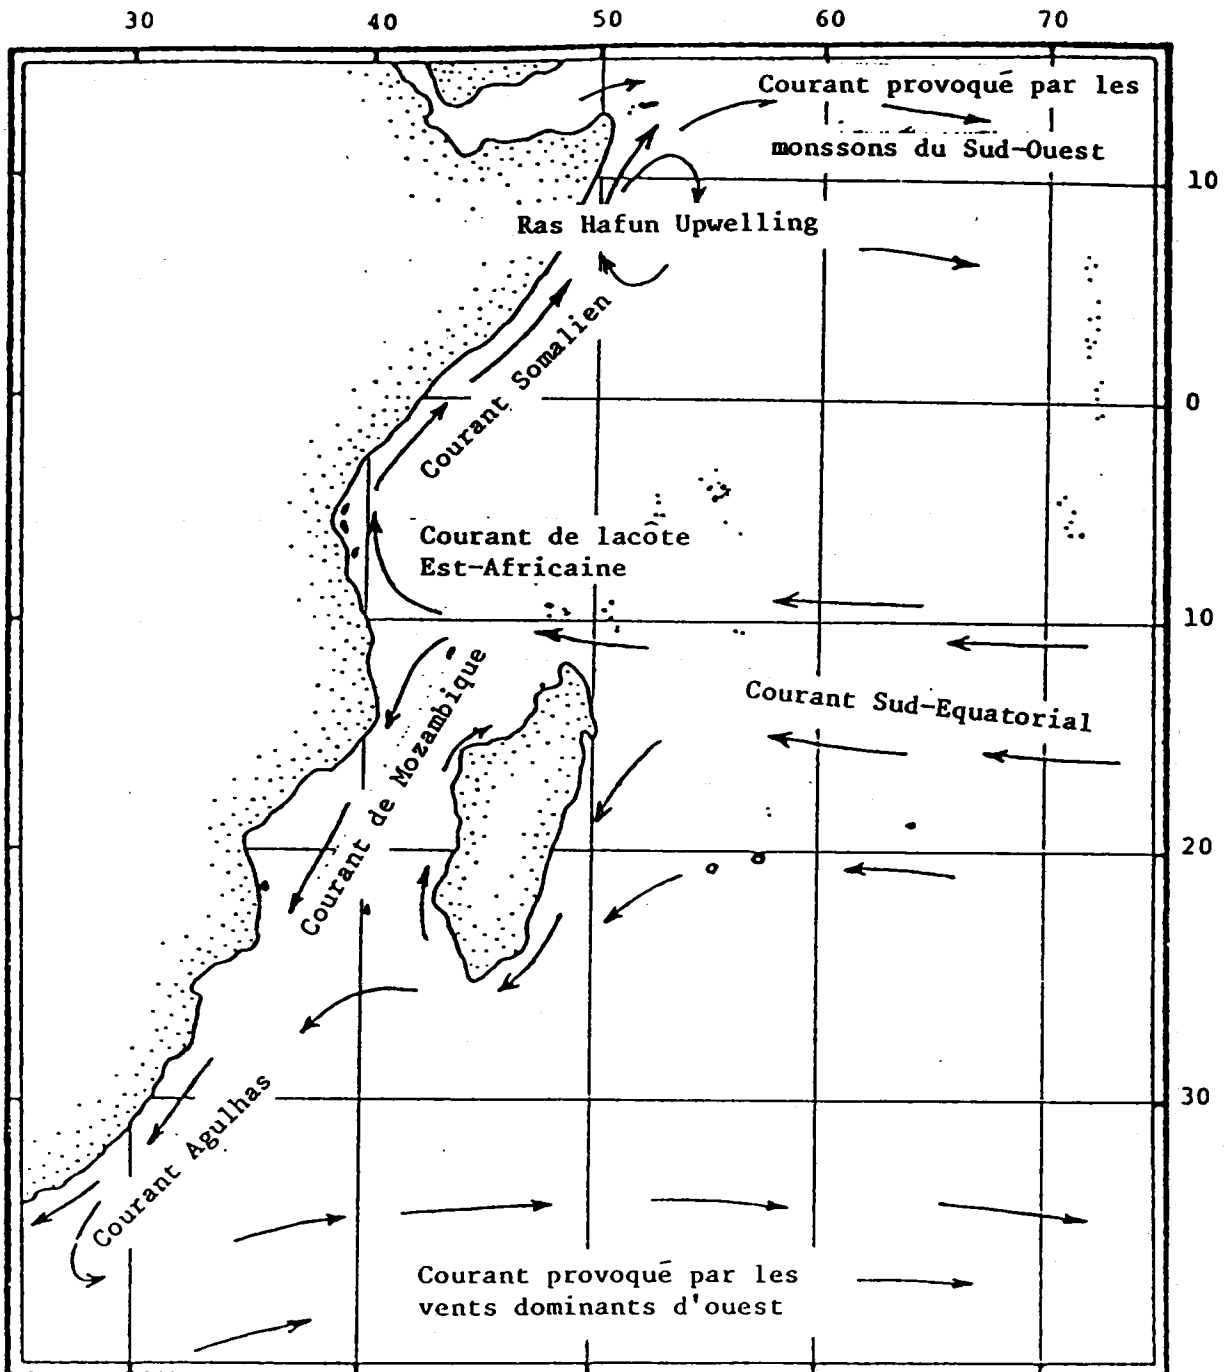 30 40 50 60 70
Courant provoqué par les
monssons du Sud-Ouest
10
Ras Hafun Upwelling
Courant Somalien
0
Courant de lacôte
Est-Africaine
10
Courant de Mozambique
Courant Sud-Equatorial
20
30
Courant Agulhas
Courant provoqué par les
vents dominants d'ouest